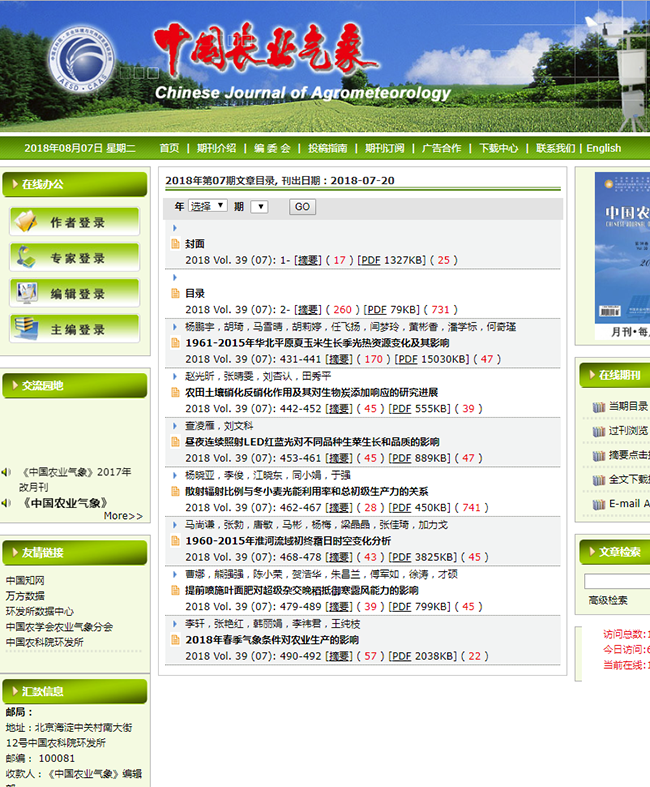 中国农业气象
Chinese Journal of Agrometeorology
IAESD·CAAS
2018年08月07日 星期二
首页 | 期刊介绍 | 编 委 会 | 投稿指南 | 期刊订阅 | 广告合作 | 下载中心 | 联系我们 | English
在线办公
作者登录
专家登录
编辑登录
主编登录
交流园地
《中国农业气象》2017年
改月刊
《中国农业气象》
More>>
友情链接
中国知网
万方数据
环发所数据中心
中国农学会农业气象分会
中国农科院环发所
汇款信息
邮局：
地址：北京海淀中关村南大街
12号中国农科院环发所
邮编： 100081
收款人：《中国农业气象》编辑
2018年第07期文章目录, 刊出日期：2018-07-20
年 选择 期 GO
封面
2018 Vol. 39 (07): 1- [摘要] ( 17 ) [PDF 1327KB] ( 25 )
目录
2018 Vol. 39 (07): 2- [摘要] ( 260 ) [PDF 79KB] ( 731 )
杨鹏宇，胡琦，马雪晴，胡莉婷，任飞扬，闻梦玲，黄彬香，潘学标，何奇瑾
1961-2015年华北平原夏玉米生长季光热资源变化及其影响
2018 Vol. 39 (07): 431-441 [摘要] ( 170 ) [PDF 15030KB] ( 47 )
赵光昕，张晴雯，刘杏认，田秀平
农田土壤硝化反硝化作用及其对生物炭添加响应的研究进展
2018 Vol. 39 (07): 442-452 [摘要] ( 45 ) [PDF 555KB] ( 39 )
查凌雁，刘文科
昼夜连续照射LED红蓝光对不同品种生菜生长和品质的影响
2018 Vol. 39 (07): 453-461 [摘要] ( 45 ) [PDF 889KB] ( 47 )
杨晓亚，李俊，江晓东，同小娟，于强
散射辐射比例与冬小麦光能利用率和总初级生产力的关系
2018 Vol. 39 (07): 462-467 [摘要] ( 28 ) [PDF 450KB] ( 741 )
马尚谦，张勃，唐敏，马彬，杨梅，梁晶晶，张佳琦，加力戈
1960-2015年淮河流域初终霜日时空变化分析
2018 Vol. 39 (07): 468-478 [摘要] ( 43 ) [PDF 3825KB] ( 45 )
曹娜，熊强强，陈小荣，贺浩华，朱昌兰，傅军如，徐涛，才硕
提前喷施叶面肥对超级杂交晚稻抵御寒露风能力的影响
2018 Vol. 39 (07): 479-489 [摘要] ( 39 ) [PDF 799KB] ( 45 )
李轩，张艳红，韩丽娟，李祎君，王纯枝
2018年春季气象条件对农业生产的影响
2018 Vol. 39 (07): 490-492 [摘要] ( 57 ) [PDF 2038KB] ( 22 )
中国农
月刊·每
在线期刊
当期目录
过刊浏览
摘要点击
全文下载
E-mail A
文章检索
高级检索
访问总数:1
今日访问:6
当前在线:1